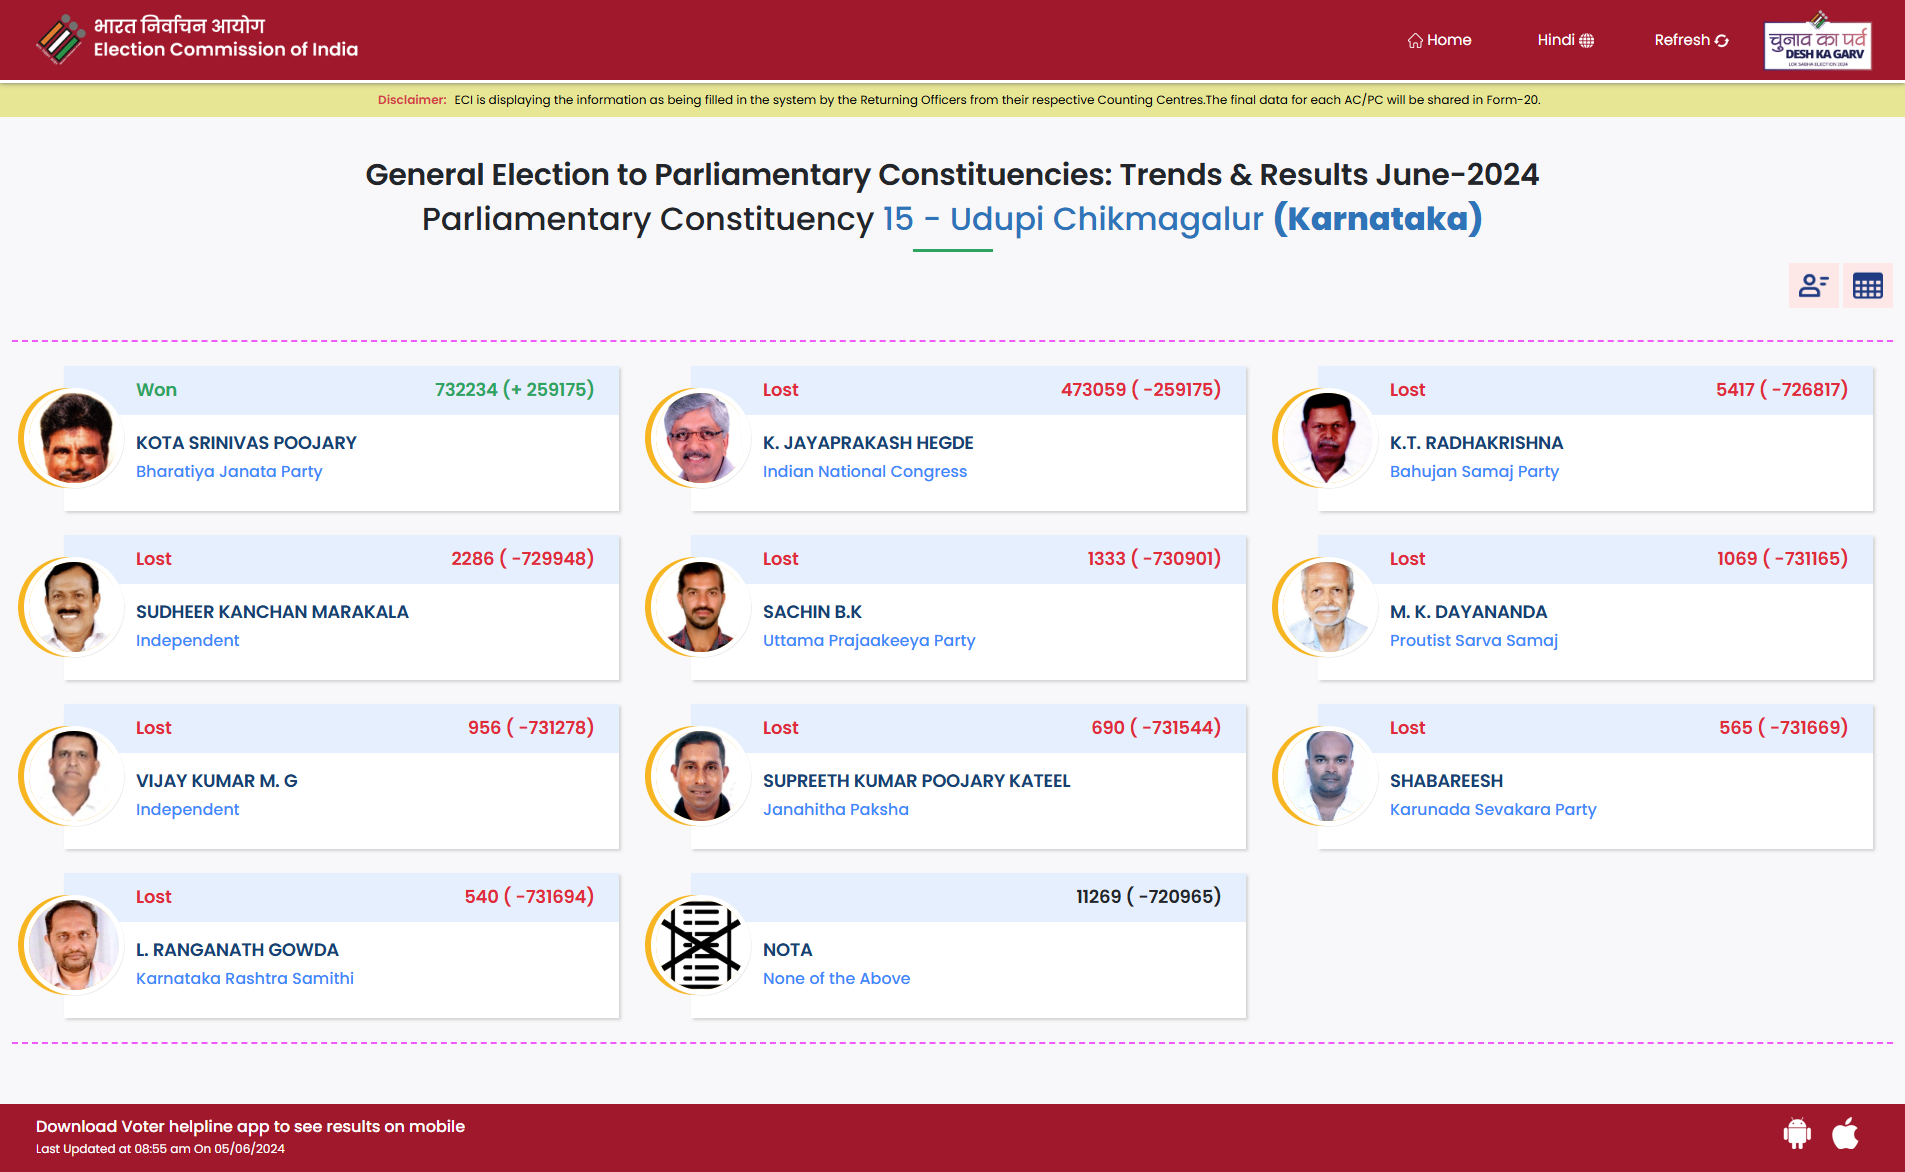 भारत निर्वाचन आयोग
Election Commission of India
Home
Hindi
Refresh
चुनाव का पर्व
DESH KA GARV
LOK SABHA ELECTION 2024
Disclaimer: ECI is displaying the information as being filled in the system by the Returning Officers from their respective Counting Centres.The final data for each AC/PC will be shared in Form-20.
General Election to Parliamentary Constituencies: Trends & Results June-2024
Parliamentary Constituency 15 - Udupi Chikmagalur (Karnataka)
Won 732234 (+ 259175)
KOTA SRINIVAS POOJARY
Bharatiya Janata Party
Lost 473059 ( -259175)
K. JAYAPRAKASH HEGDE
Indian National Congress
Lost 5417 ( -726817)
K.T. RADHAKRISHNA
Bahujan Samaj Party
Lost 2286 ( -729948)
SUDHEER KANCHAN MARAKALA
Independent
Lost 1333 ( -730901)
SACHIN B.K
Uttama Prajaakeeya Party
Lost 1069 ( -731165)
M. K. DAYANANDA
Proutist Sarva Samaj
Lost 956 ( -731278)
VIJAY KUMAR M. G
Independent
Lost 690 ( -731544)
SUPREETH KUMAR POOJARY KATEEL
Janahitha Paksha
Lost 565 ( -731669)
SHABAREESH
Karunada Sevakara Party
Lost 540 ( -731694)
L. RANGANATH GOWDA
Karnataka Rashtra Samithi
11269 ( -720965)
NOTA
None of the Above
Download Voter helpline app to see results on mobile
Last Updated at 08:55 am On 05/06/2024